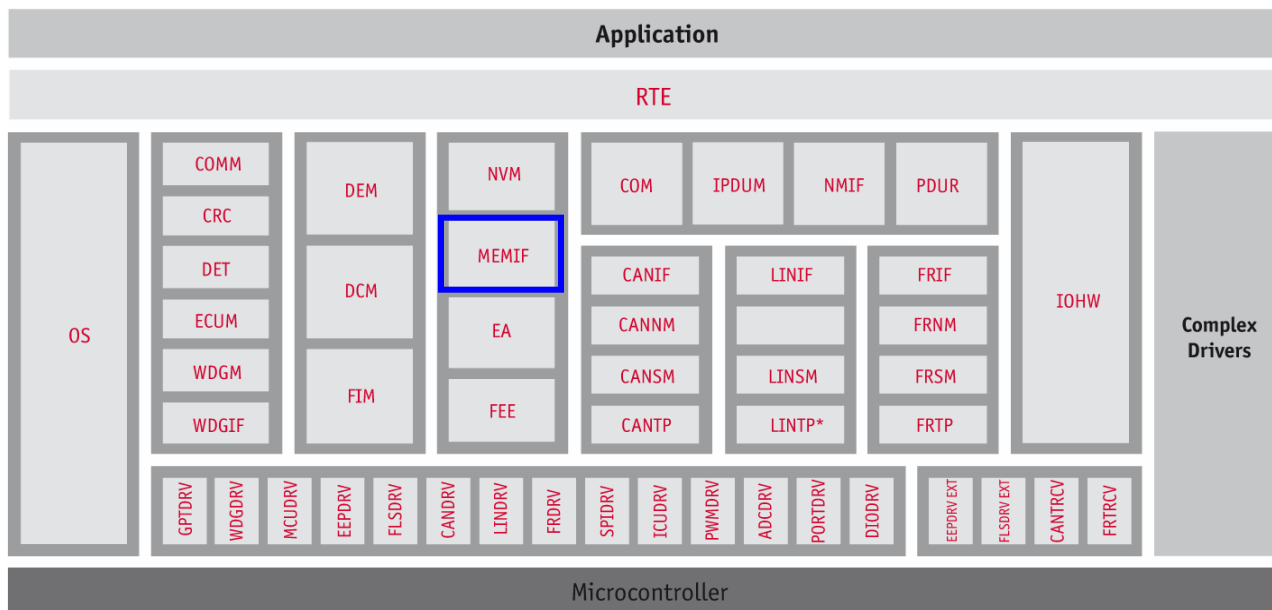 Application
RTE
OS
COMM
CRC
DET
ECUM
WDGM
WDGIF
DEM
DCM
FIM
NVM
MEMIF
EA
FEE
COM
IPDUM
NMIF
PDUR
CANIF
CANNM
CANSM
CANTP
LINIF
LINSM
LINTP*
FRIF
FRNM
FRSM
FRTP
IOHW
Complex
Drivers
GPTDRV
WDGDRV
MCUDRV
EEPDRV
FLSDRV
CANDRV
LINDRV
FRDRV
SPIDRV
ICUDRV
PWMDRV
ADCDRV
PORTDRV
DIODRV
EEPDRV EXT
FLSDRV EXT
CANTRCV
FRTRCV
Microcontroller